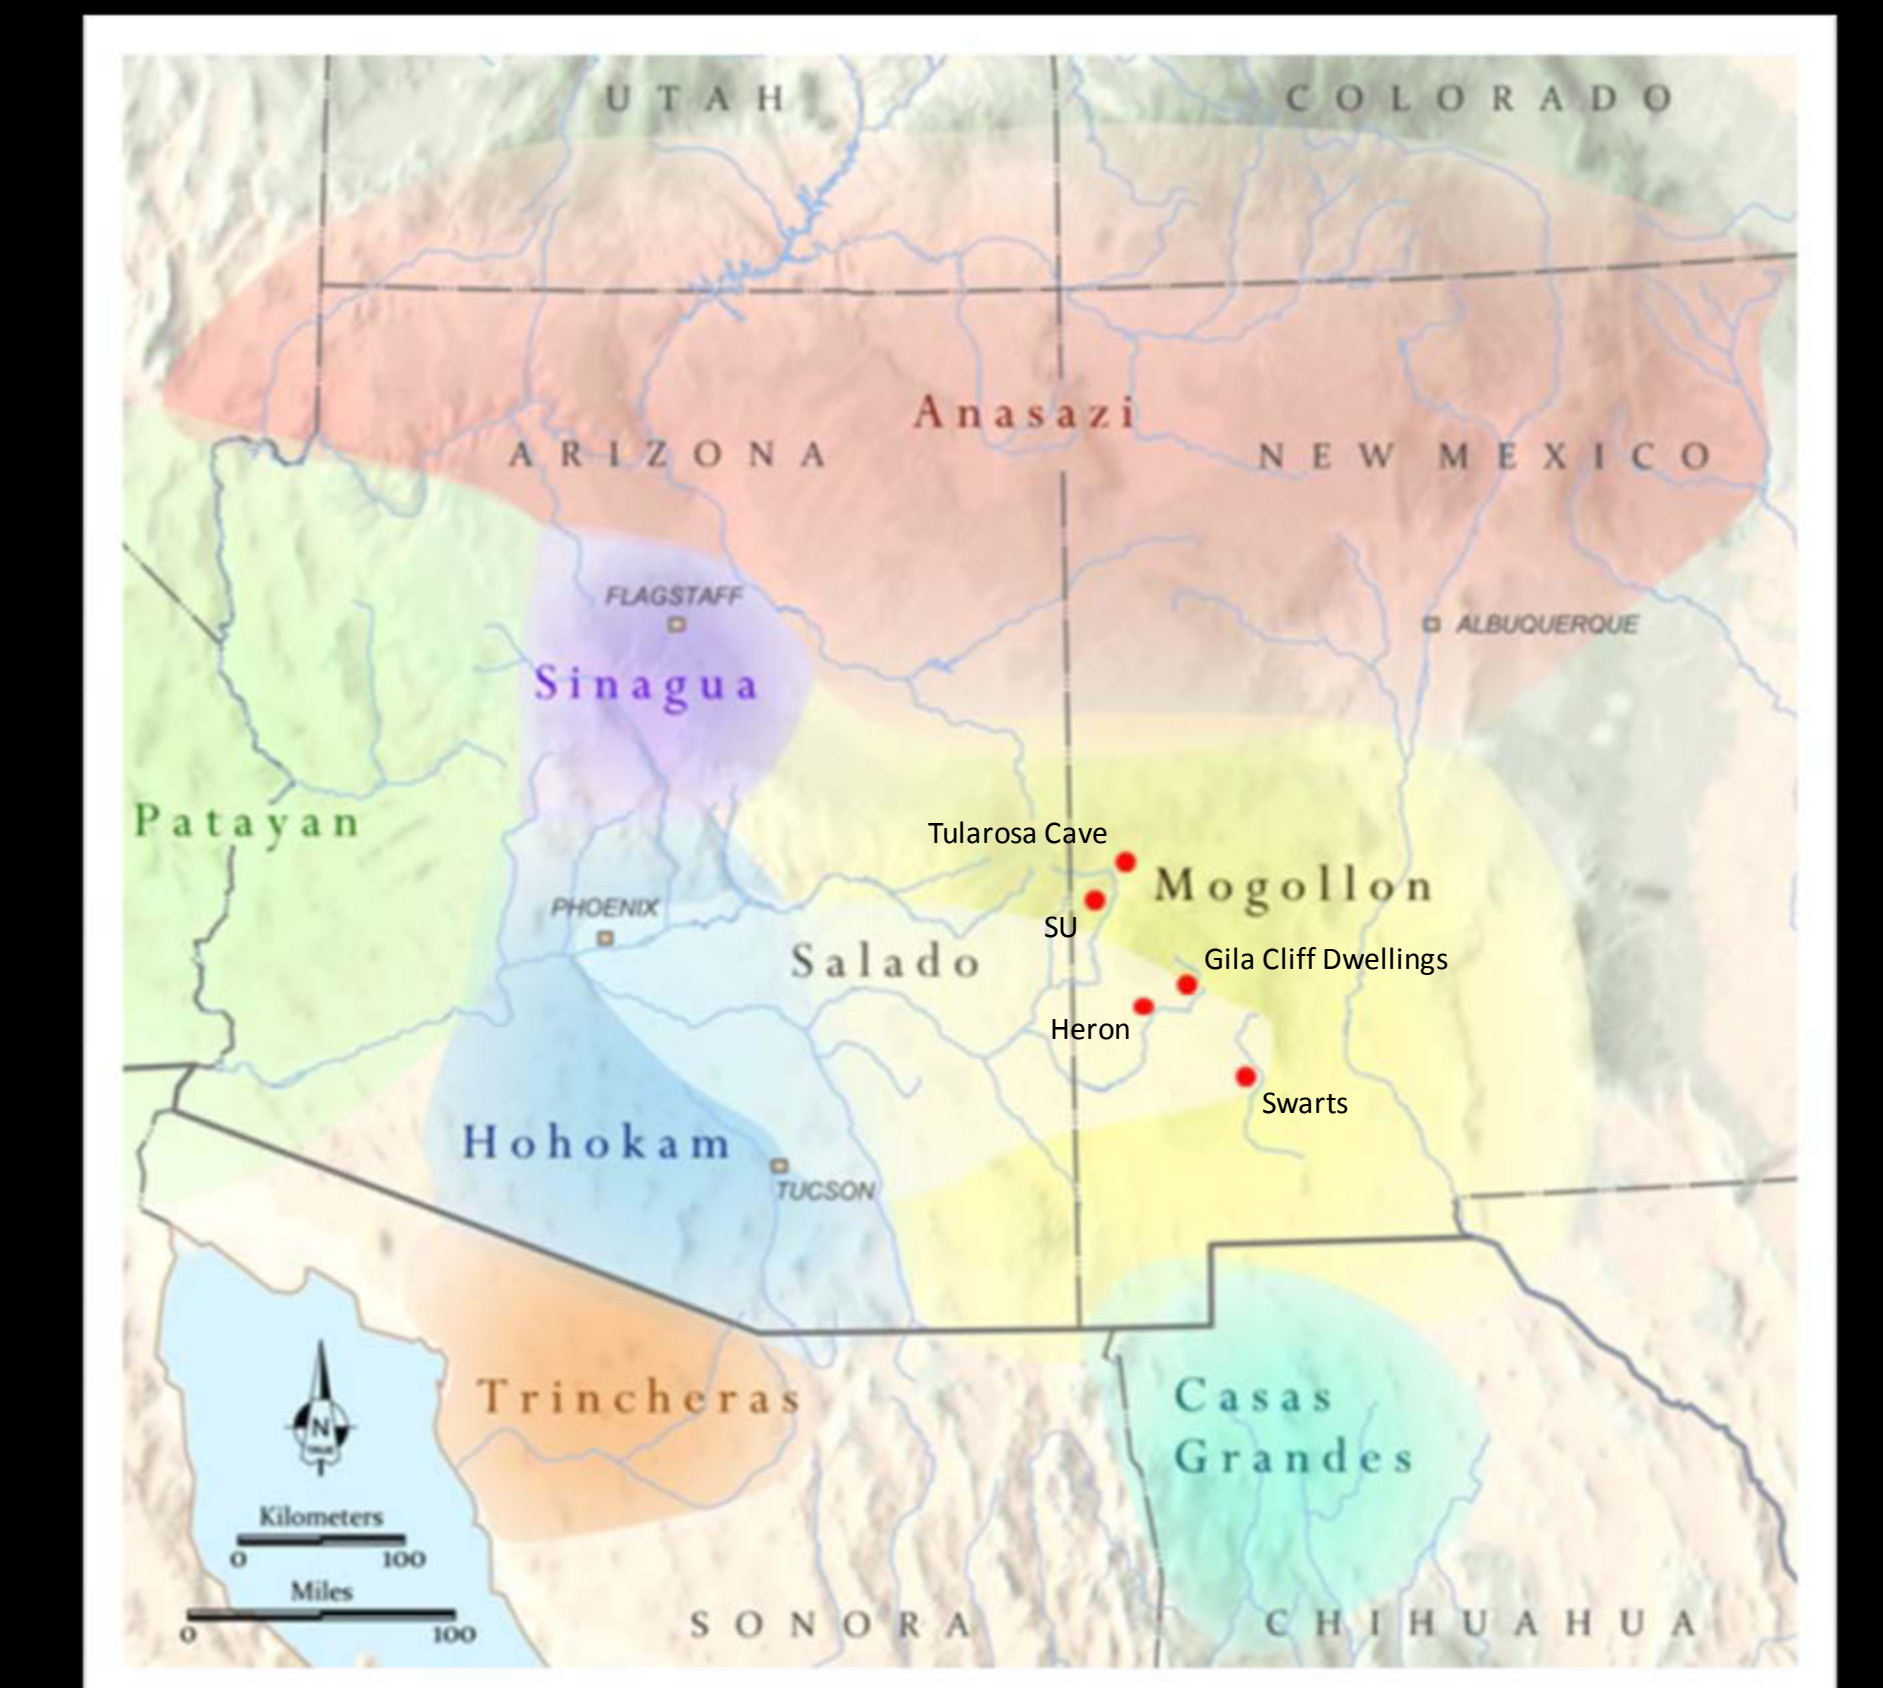 UTAH
COLORADO
Anasazi
ARIZONA
NEW MEXICO
FLAGSTAFF
ALBUQUERQUE
Sinagua
Patayan
Tularosa Cave
Mogollon
PHOENIX
SU
Salado
Gila Cliff Dwellings
Heron
Swarts
Hohokam
TUCSON
Trincheras
Casas
Grandes
N
TRUE
Kilometers
0 100
Miles
0 100
SONORA
CHIHUAHUA